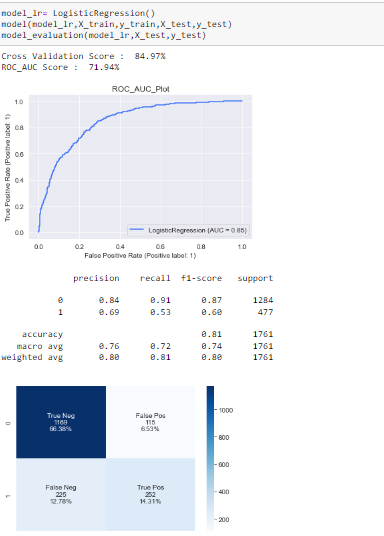 model_lr= LogisticRegression()
model(model_lr,X_train,y_train,X_test,y_test)
model_evaluation(model_lr,X_test,y_test)
Cross Validation Score :  84.97%
ROC_AUC Score :  71.94%
ROC_AUC_Plot
1.0
0.8
0.6
0.4
0.2
0.0
True Positive Rate (Positive label: 1)
LogisticRegression (AUC = 0.85)
0.0 0.2 0.4 0.6 0.8 1.0
False Positive Rate (Positive label: 1)
precision recall f1-score support
0 0.84 0.91 0.87 1284
1 0.69 0.53 0.60 477
accuracy 0.81 1761
macro avg 0.76 0.72 0.74 1761
weighted avg 0.80 0.81 0.80 1761
0
True Neg
1169
66.38%
False Pos
115
6.53%
1
False Neg
225
12.78%
True Pos
252
14.31%
1000
800
600
400
200